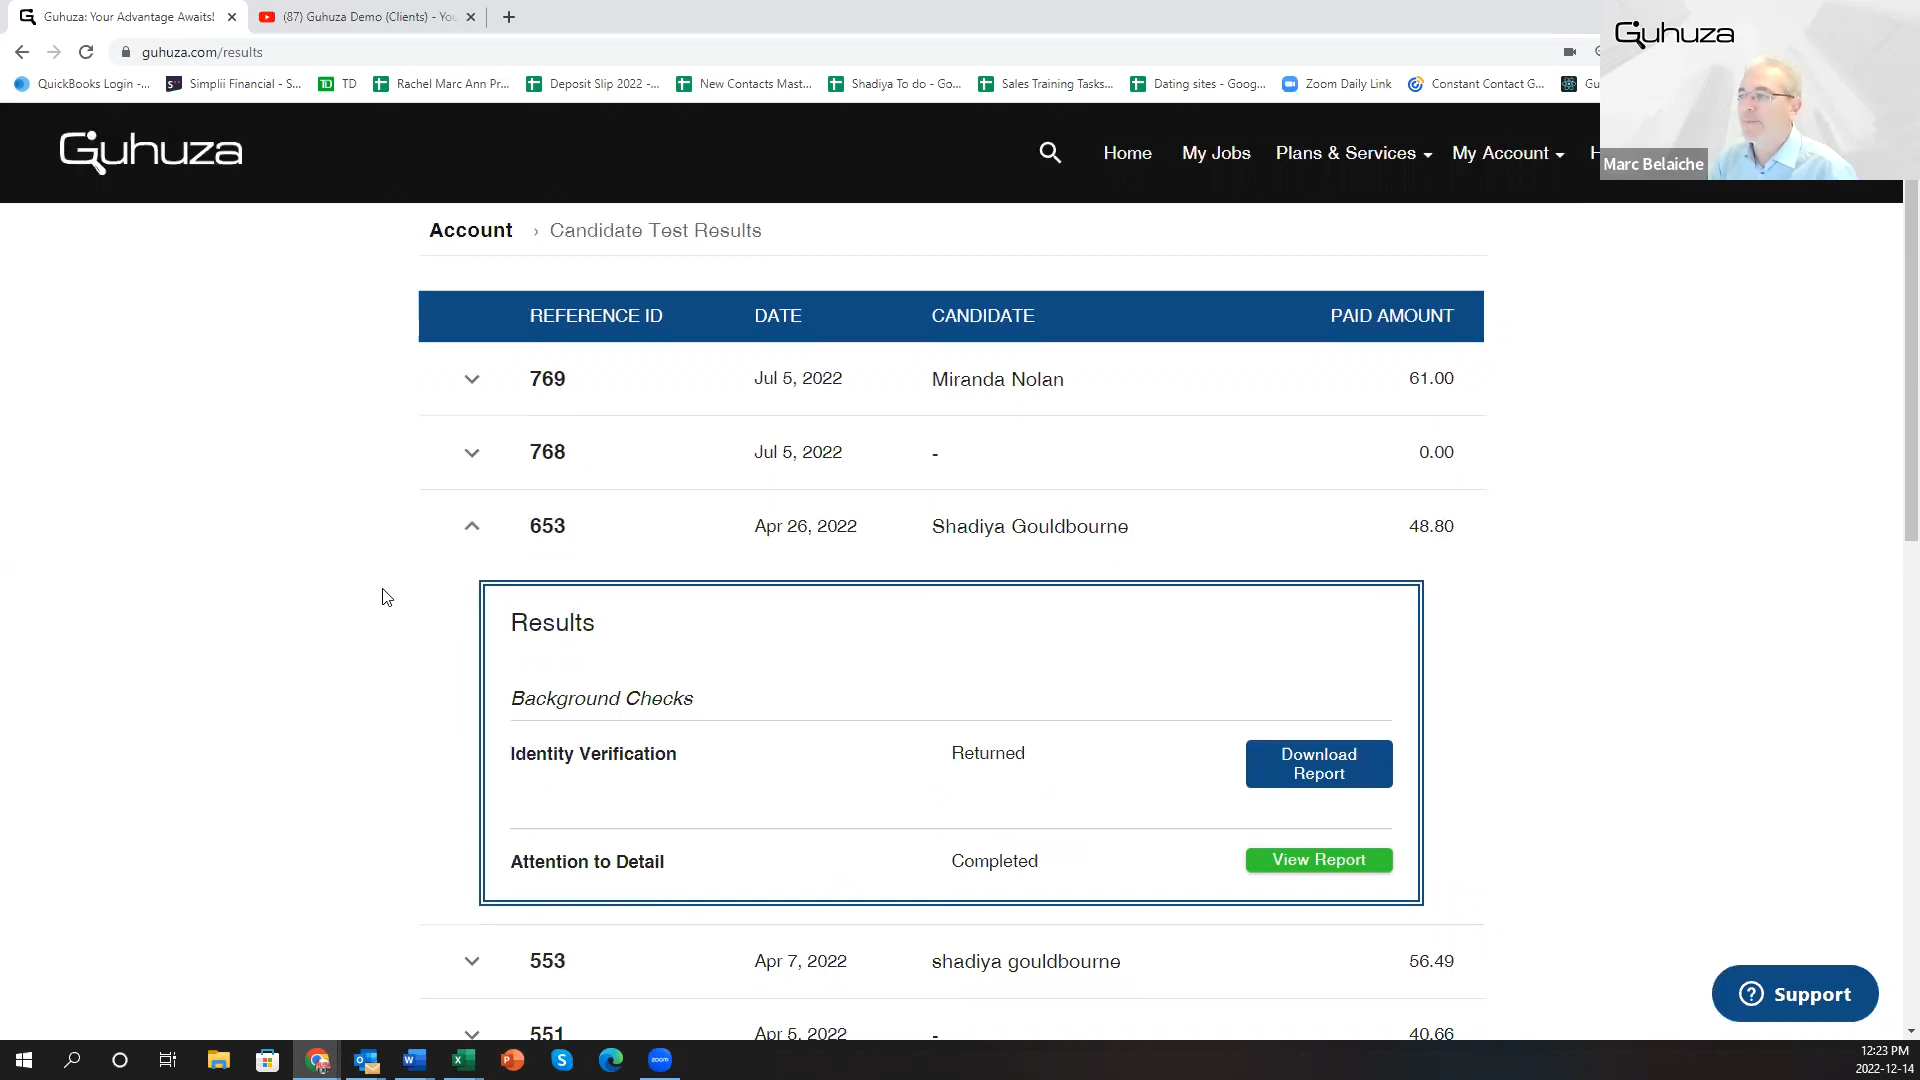 Guhuza: Your Advantage Awaits!
(87) Guhuza Demo (Clients) - You
guhuza.com/results
QuickBooks Login -...
Simplii Financial - S...
TD
TD
Rachel Marc Ann Pr...
Deposit Slip 2022 -...
New Contacts Mast...
Shadiya To do - Go...
Sales Training Tasks...
Dating sites - Goog...
Zoom Daily Link
Constant Contact G...
Gu
Guhuza
Marc Belaiche
Guhuza
Home
My Jobs
Plans & Services
My Account
H
Account › Candidate Test Results
REFERENCE ID DATE CANDIDATE PAID AMOUNT
769 Jul 5, 2022 Miranda Nolan 61.00
768 Jul 5, 2022 - 0.00
653 Apr 26, 2022 Shadiya Gouldbourne 48.80
Results
Background Checks
Identity Verification Returned Download
Report
Attention to Detail Completed View Report
553 Apr 7, 2022 shadiya gouldbourne 56.49
551 Apr 5, 2022 - 40.66
Support
zoom
12:23 PM
2022-12-14